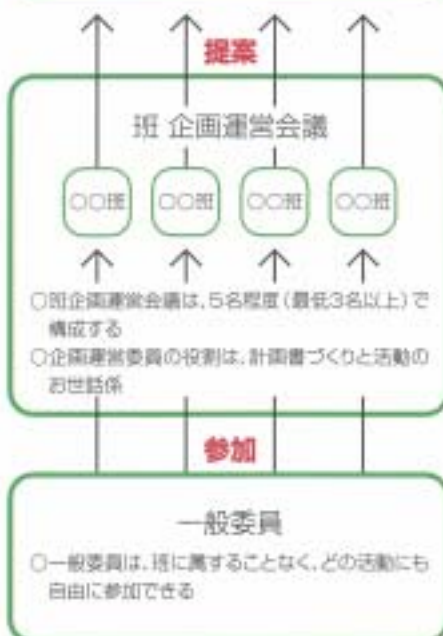 提案
班 企画運営会議
○○班 ○○班 ○○班 ○○班
○班企画運営会議は、5名程度(最低3名以上)で
構成する
○企画運営委員の役割は、計画書づくりと活動の
お世話係
参加
一般委員
○一般委員は、班に属することなく、どの活動にも
自由に参加できる